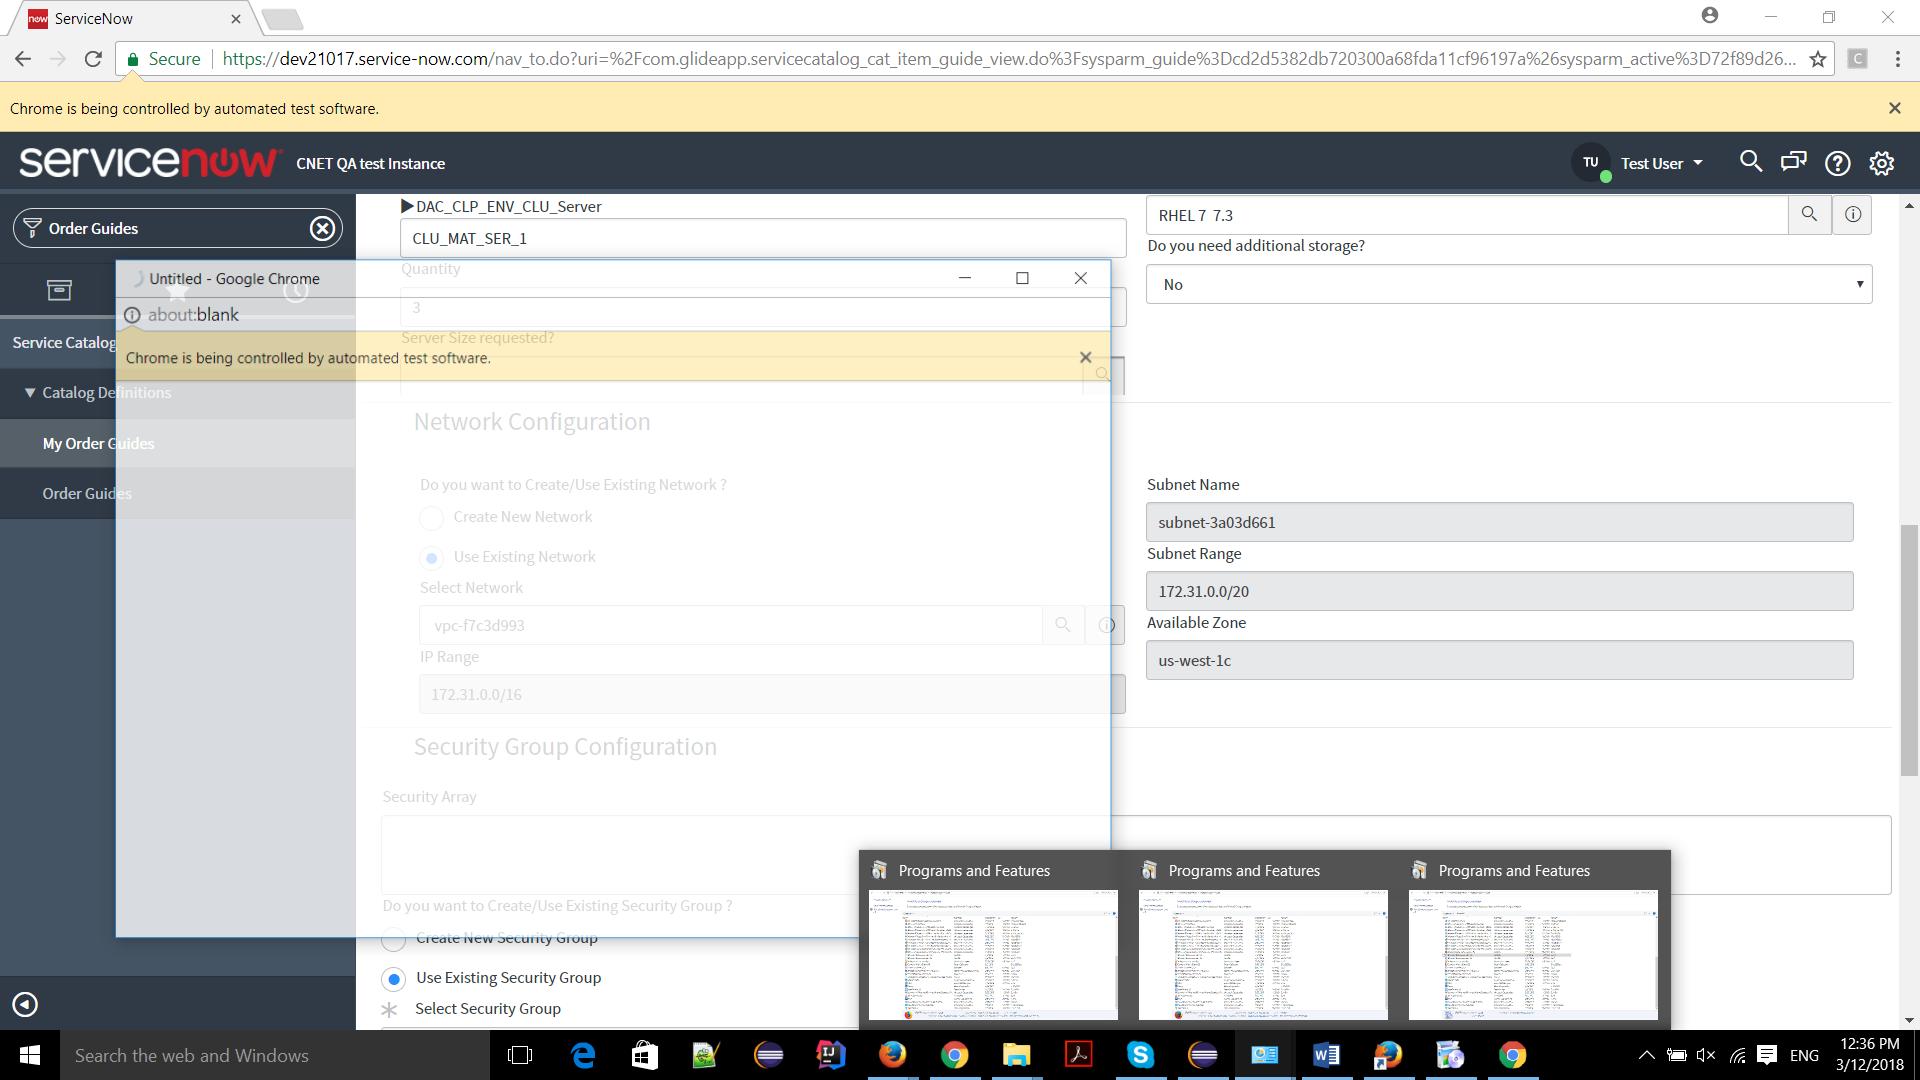 ServiceNow
Secure
https://dev21017.service-now.com/nav_to.do?uri=%2Fcom.glideapp.servicecatalog_cat_item_guide_view.do%3Fsysparm_guide%3Dcd2d5382db720300a68fda11cf96197a%26sysparm_active%3D72f89d26...
C
Chrome is being controlled by automated test software.
servicenow
CNET QA test Instance
TU
Test User
Order Guides
Service Catalog
Catalog Definitions
My Order Guides
Order Guides
DAC_CLP_ENV_CLU_Server
CLU_MAT_SER_1
Quantity
3
Server Size requested?
RHEL 7 7.3
Do you need additional storage?
No
Untitled - Google Chrome
about:blank
Chrome is being controlled by automated test software.
Network Configuration
Do you want to Create/Use Existing Network ?
Create New Network
Use Existing Network
Select Network
vpc-f7c3d993
IP Range
172.31.0.0/16
Subnet Name
subnet-3a03d661
Subnet Range
172.31.0.0/20
Available Zone
us-west-1c
Security Group Configuration
Security Array
Do you want to Create/Use Existing Security Group ?
Create New Security Group
Use Existing Security Group
Select Security Group
Programs and Features
Programs and Features
Programs and Features
Search the web and Windows
ENG
12:36 PM
3/12/2018